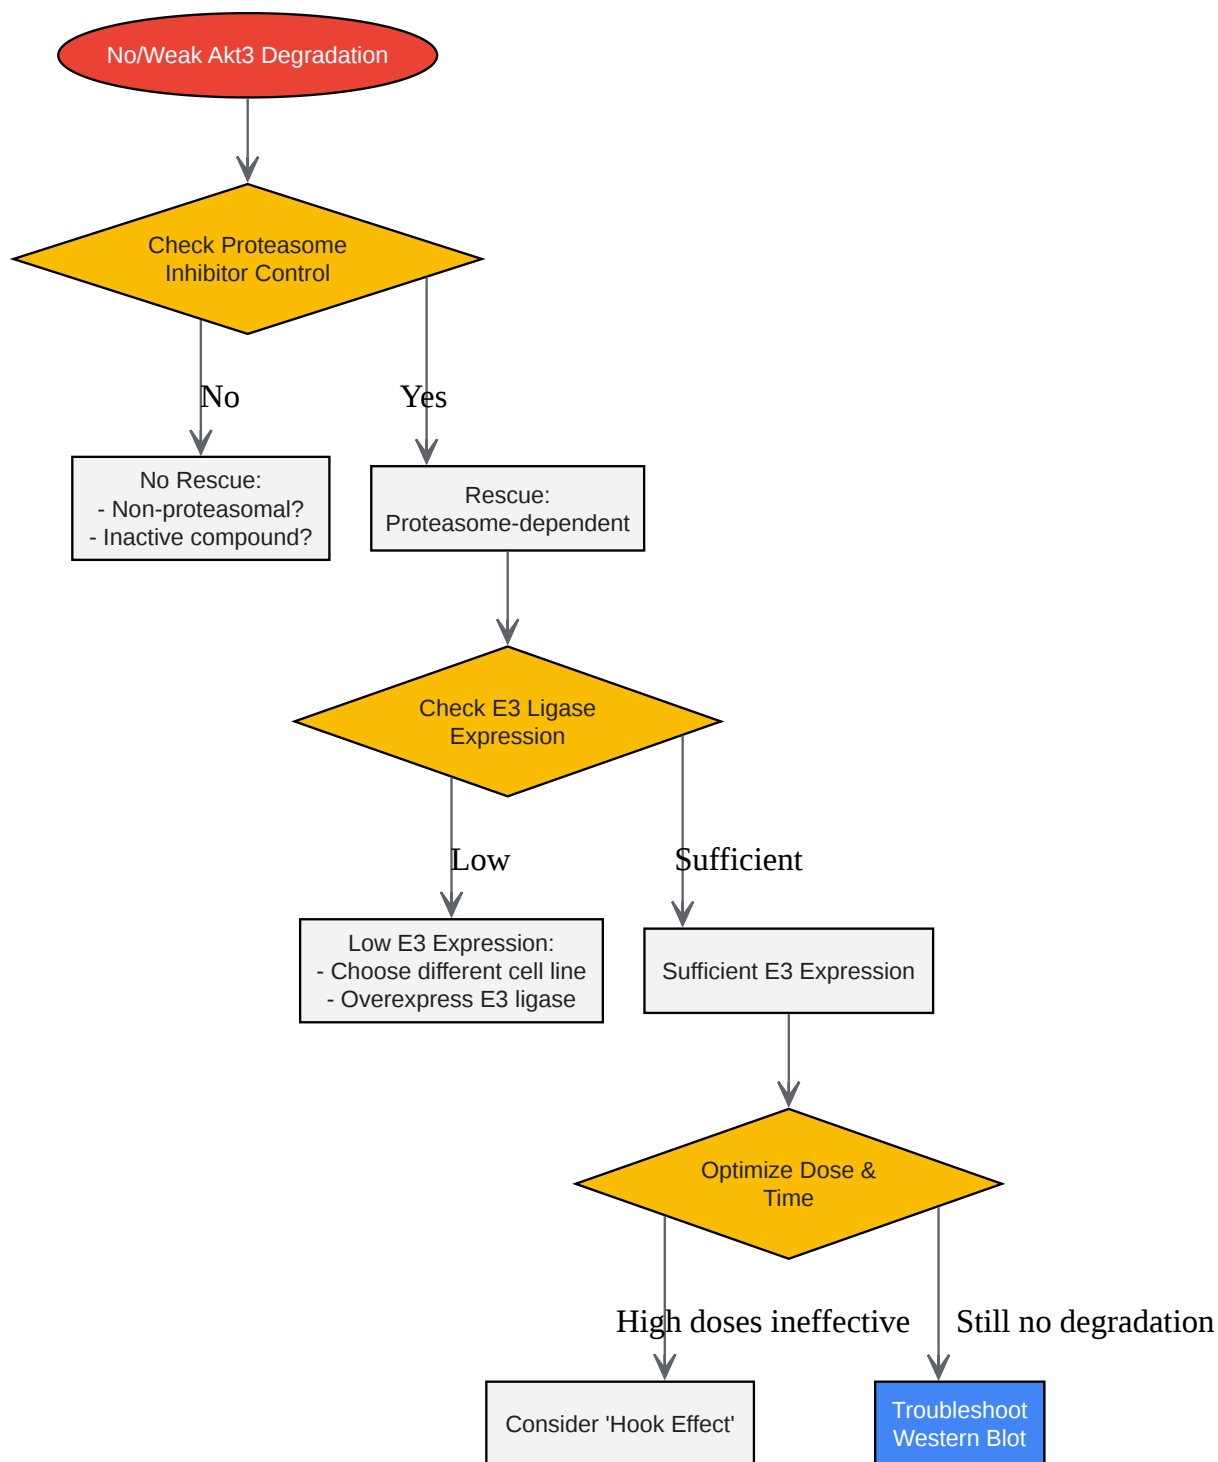 No/Weak Akt3 Degradation
Check Proteasome
Inhibitor Control
No
Yes
No Rescue:
- Non-proteasomal?
- Inactive compound?
Rescue:
Proteasome-dependent
Check E3 Ligase
Expression
Low
Sufficient
Low E3 Expression:
- Choose different cell line
- Overexpress E3 ligase
Sufficient E3 Expression
Optimize Dose &
Time
High doses ineffective
Still no degradation
Consider 'Hook Effect'
Troubleshoot
Western Blot